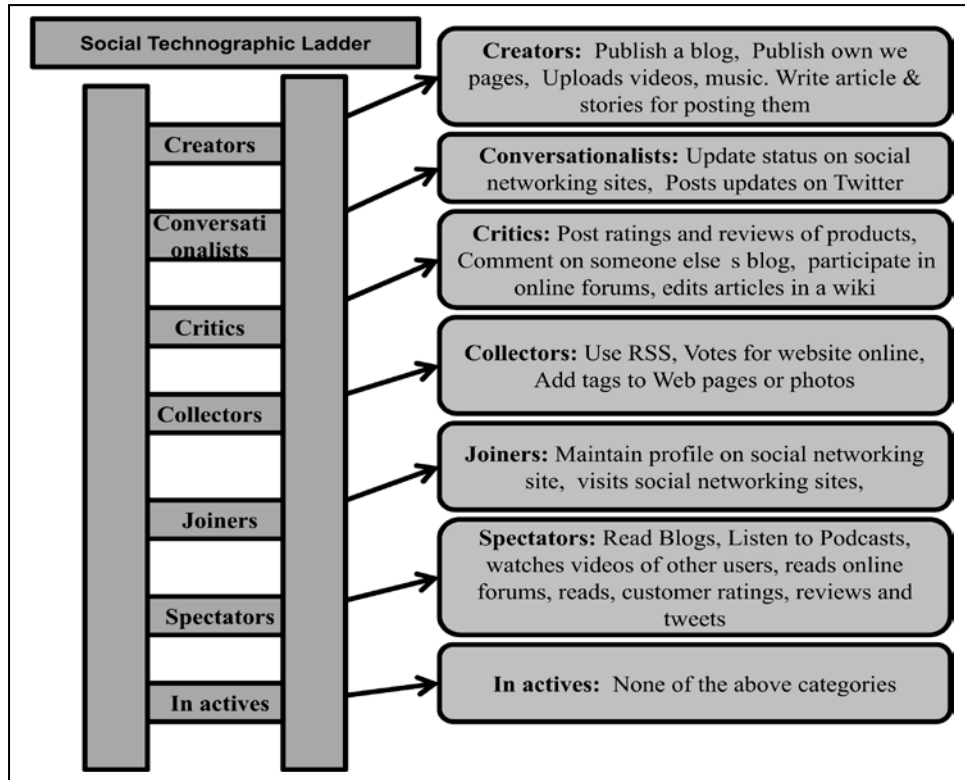 Social Technographic Ladder
Creators
Conversati
onalists
Critics
Collectors
Joiners
Spectators
In actives
Creators: Publish a blog, Publish own we
pages, Uploads videos, music. Write article &
stories for posting them
Conversationalists: Update status on social
networking sites, Posts updates on Twitter
Critics: Post ratings and reviews of products,
Comment on someone else s blog, participate in
online forums, edits articles in a wiki
Collectors: Use RSS, Votes for website online,
Add tags to Web pages or photos
Joiners: Maintain profile on social networking
site, visits social networking sites,
Spectators: Read Blogs, Listen to Podcasts,
watches videos of other users, reads online
forums, reads, customer ratings, reviews and
tweets
In actives: None of the above categories